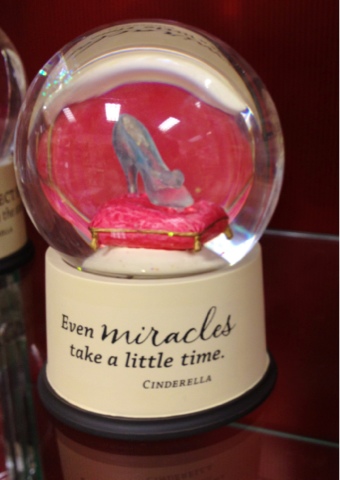 Even miracles
take a little time.
CINDERELLA